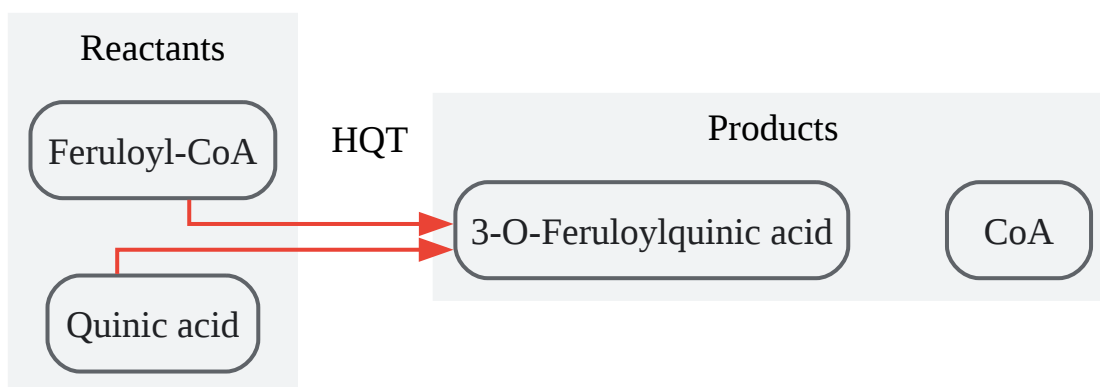 Reactants
Feruloyl-CoA
Quinic acid
HQT
Products
3-O-Feruloylquinic acid
CoA